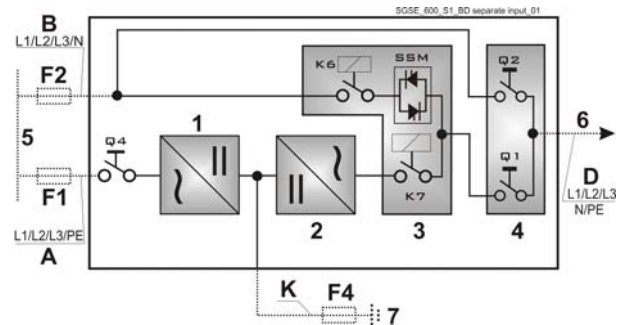 SGSE_600_S1_BD separate input_01
B
L1/L2/L3/N
F2
K6
SSM
Q2
5
Q4
1
6
Q1
D
F1
K7
L1/L2/L3
L1/L2/L3/PE
2
3
4
N/PE
A
K
F4
7